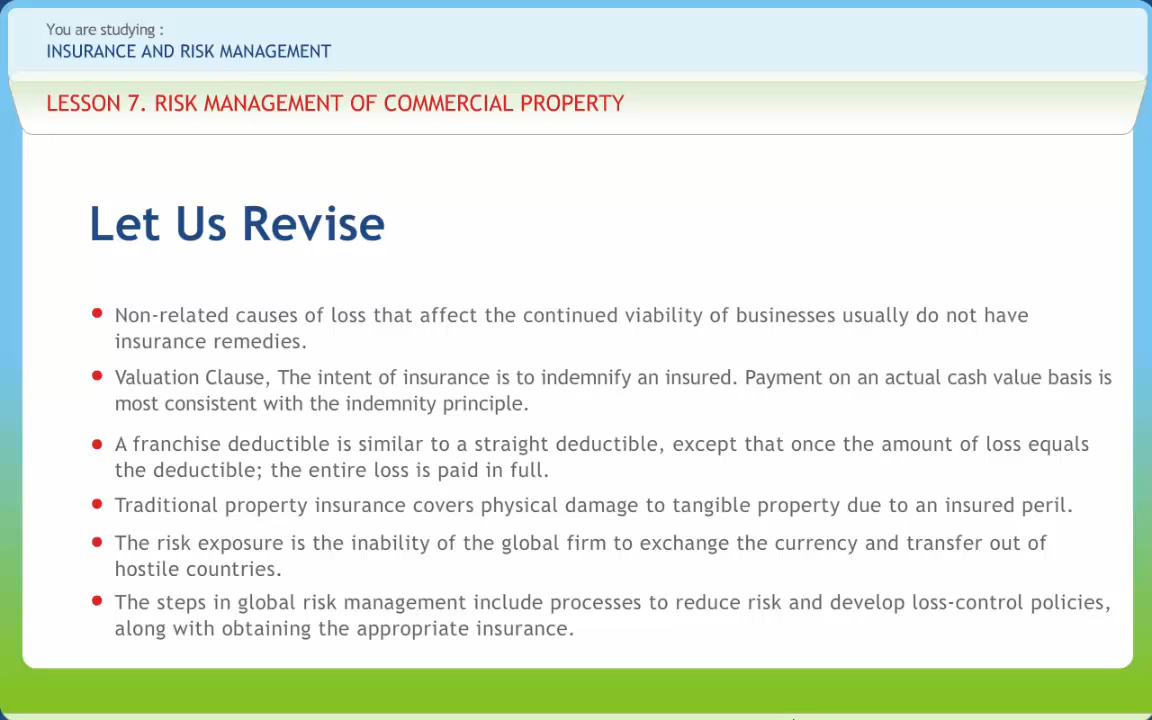 You are studying :
INSURANCE AND RISK MANAGEMENT
LESSON 7. RISK MANAGEMENT OF COMMERCIAL PROPERTY
Let Us Revise
• Non-related causes of loss that affect the continued viability of businesses usually do not have
insurance remedies.
• Valuation Clause, The intent of insurance is to indemnify an insured. Payment on an actual cash value basis is
most consistent with the indemnity principle.
• A franchise deductible is similar to a straight deductible, except that once the amount of loss equals
the deductible; the entire loss is paid in full.
• Traditional property insurance covers physical damage to tangible property due to an insured peril.
• The risk exposure is the inability of the global firm to exchange the currency and transfer out of
hostile countries.
• The steps in global risk management include processes to reduce risk and develop loss-control policies,
along with obtaining the appropriate insurance.